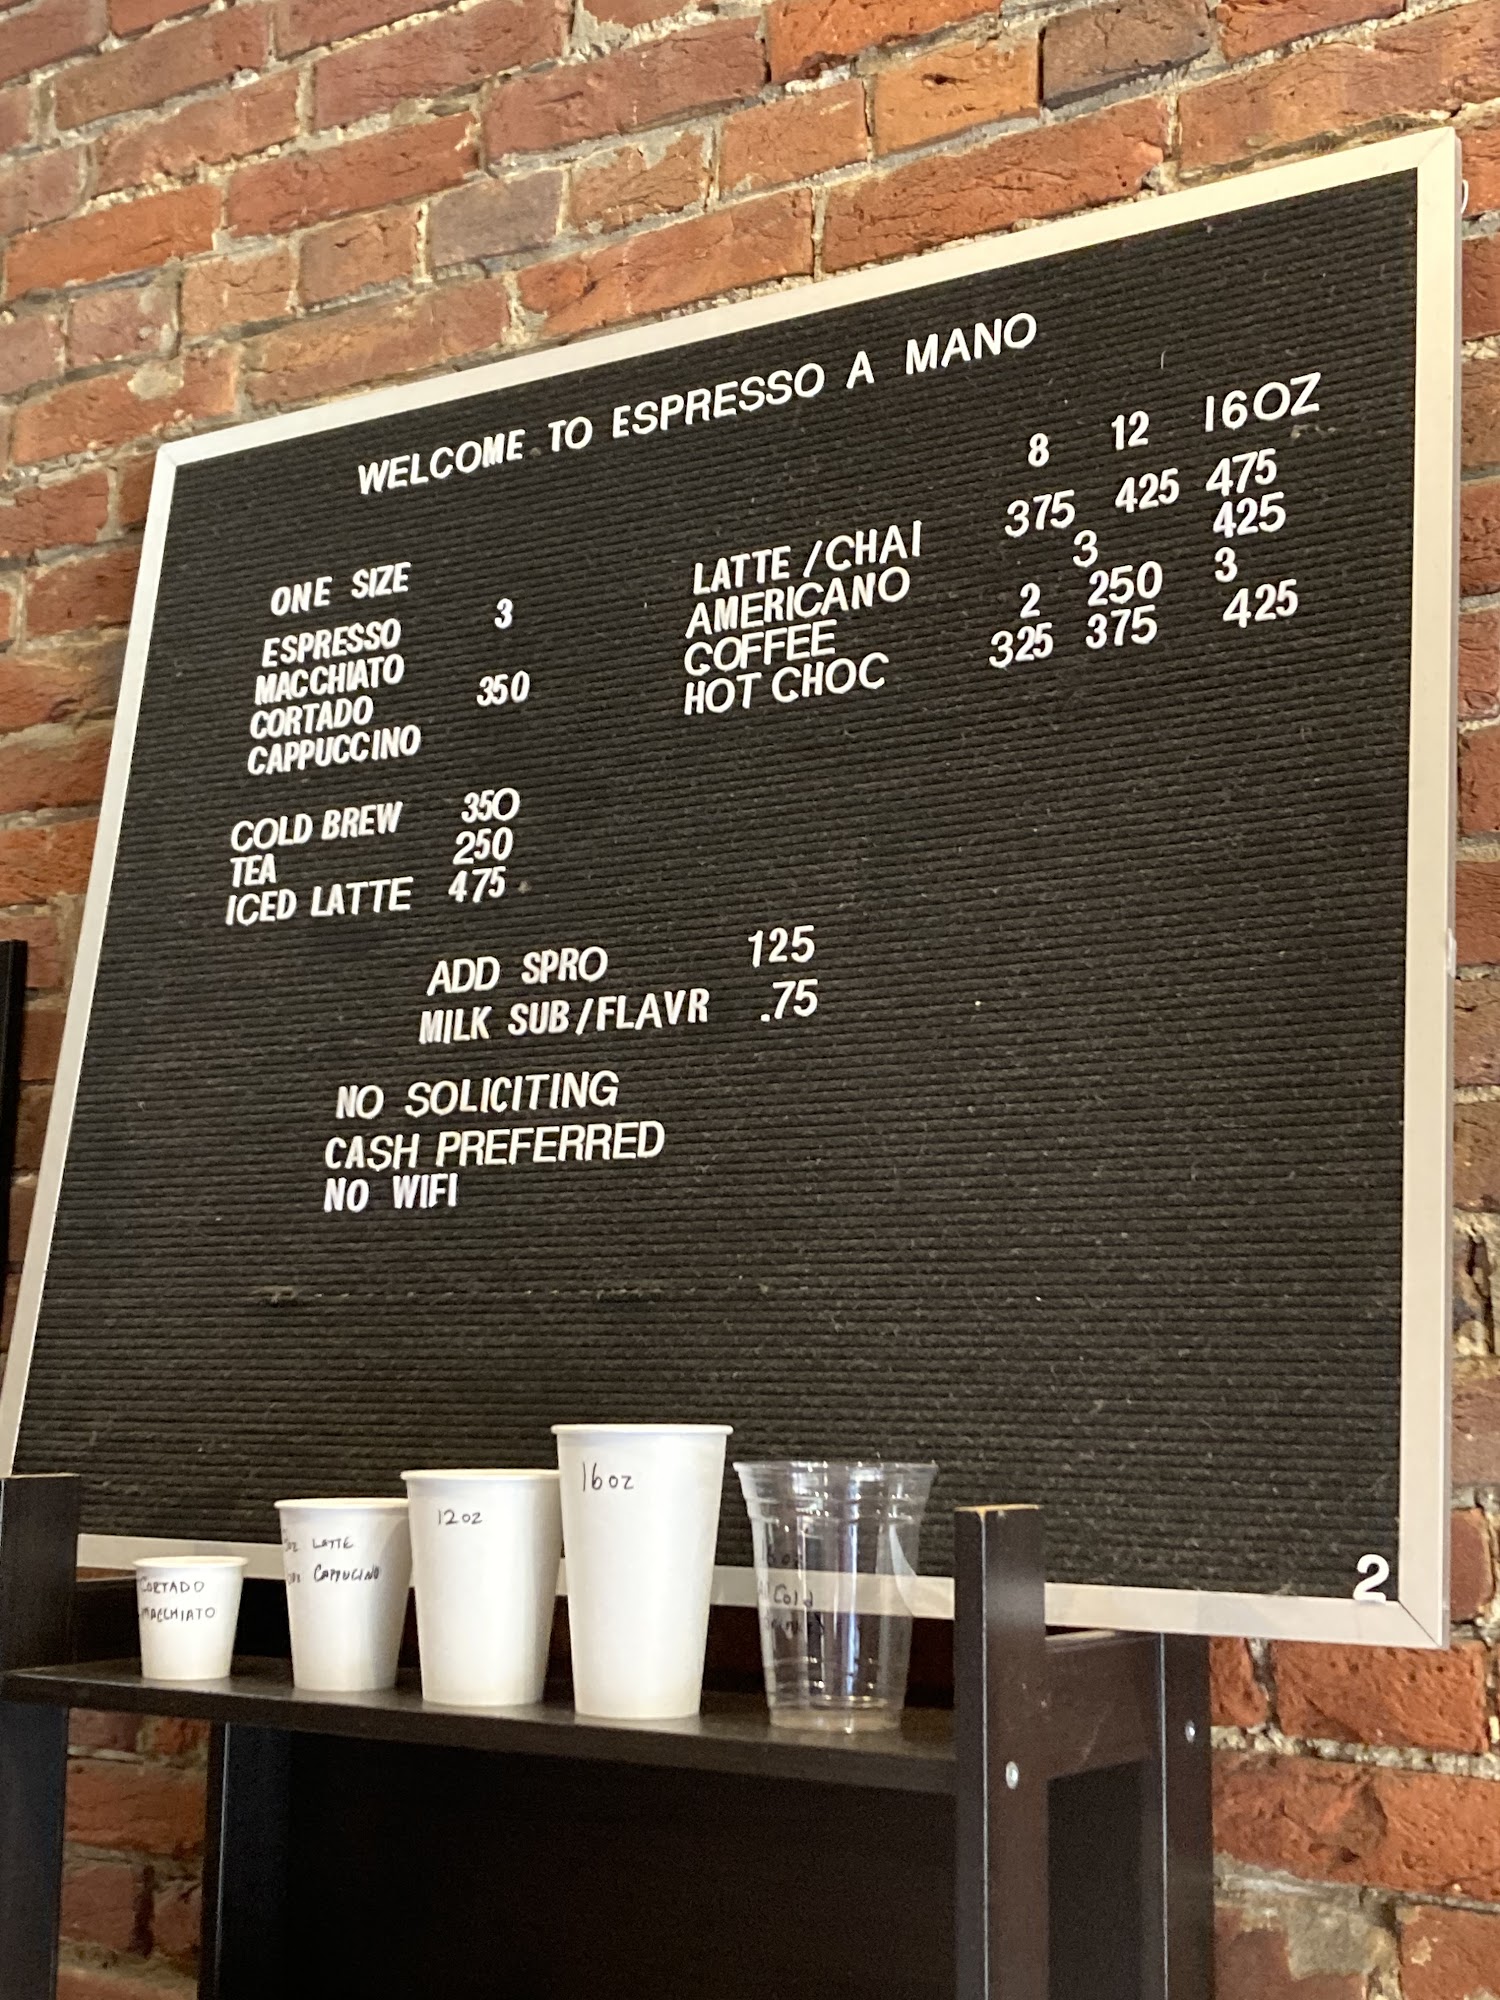 WELCOME TO ESPRESSO A MANO
ONE SIZE
ESPRESSO 3
MACCHIATO
CORTADO 350
CAPPUCCINO
COLD BREW 350
TEA 250
ICED LATTE 475
8 12 16OZ
LATTE/CHAI 375 425 475
AMERICANO 3 425
COFFEE 2 250 3
HOT CHOC 325 375 425
ADD SPRO 125
MILK SUB/FLAVR .75
NO SOLICITING
CASH PREFERRED
NO WIFI
2
CORTADO
MACCHIATO
LATTE
CAPPUCINO
12oz
16oz
Cold